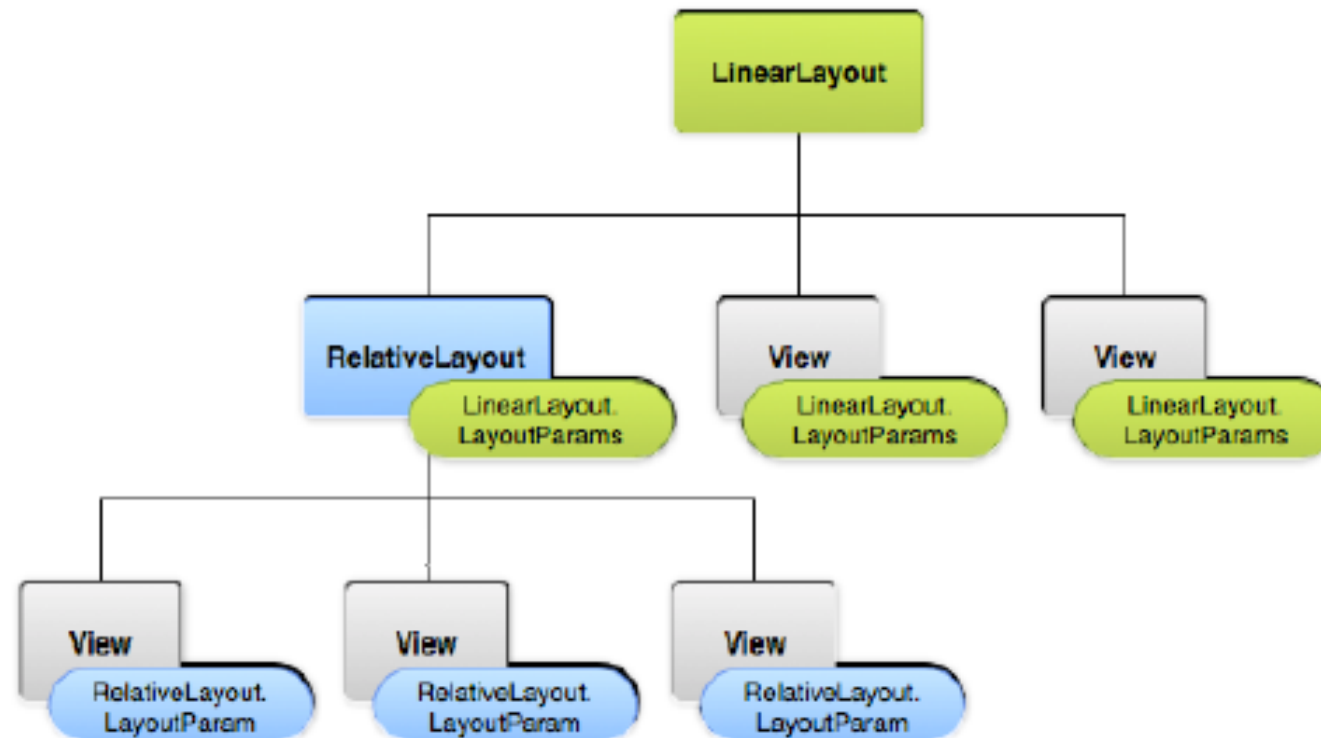 LinearLayout
RelativeLayout
LinearLayout.
LayoutParams
View
LinearLayout.
LayoutParams
View
LinearLayout.
LayoutParams
View
RelativeLayout.
LayoutParam
View
RelativeLayout.
LayoutParam
View
RelativeLayout.
LayoutParam